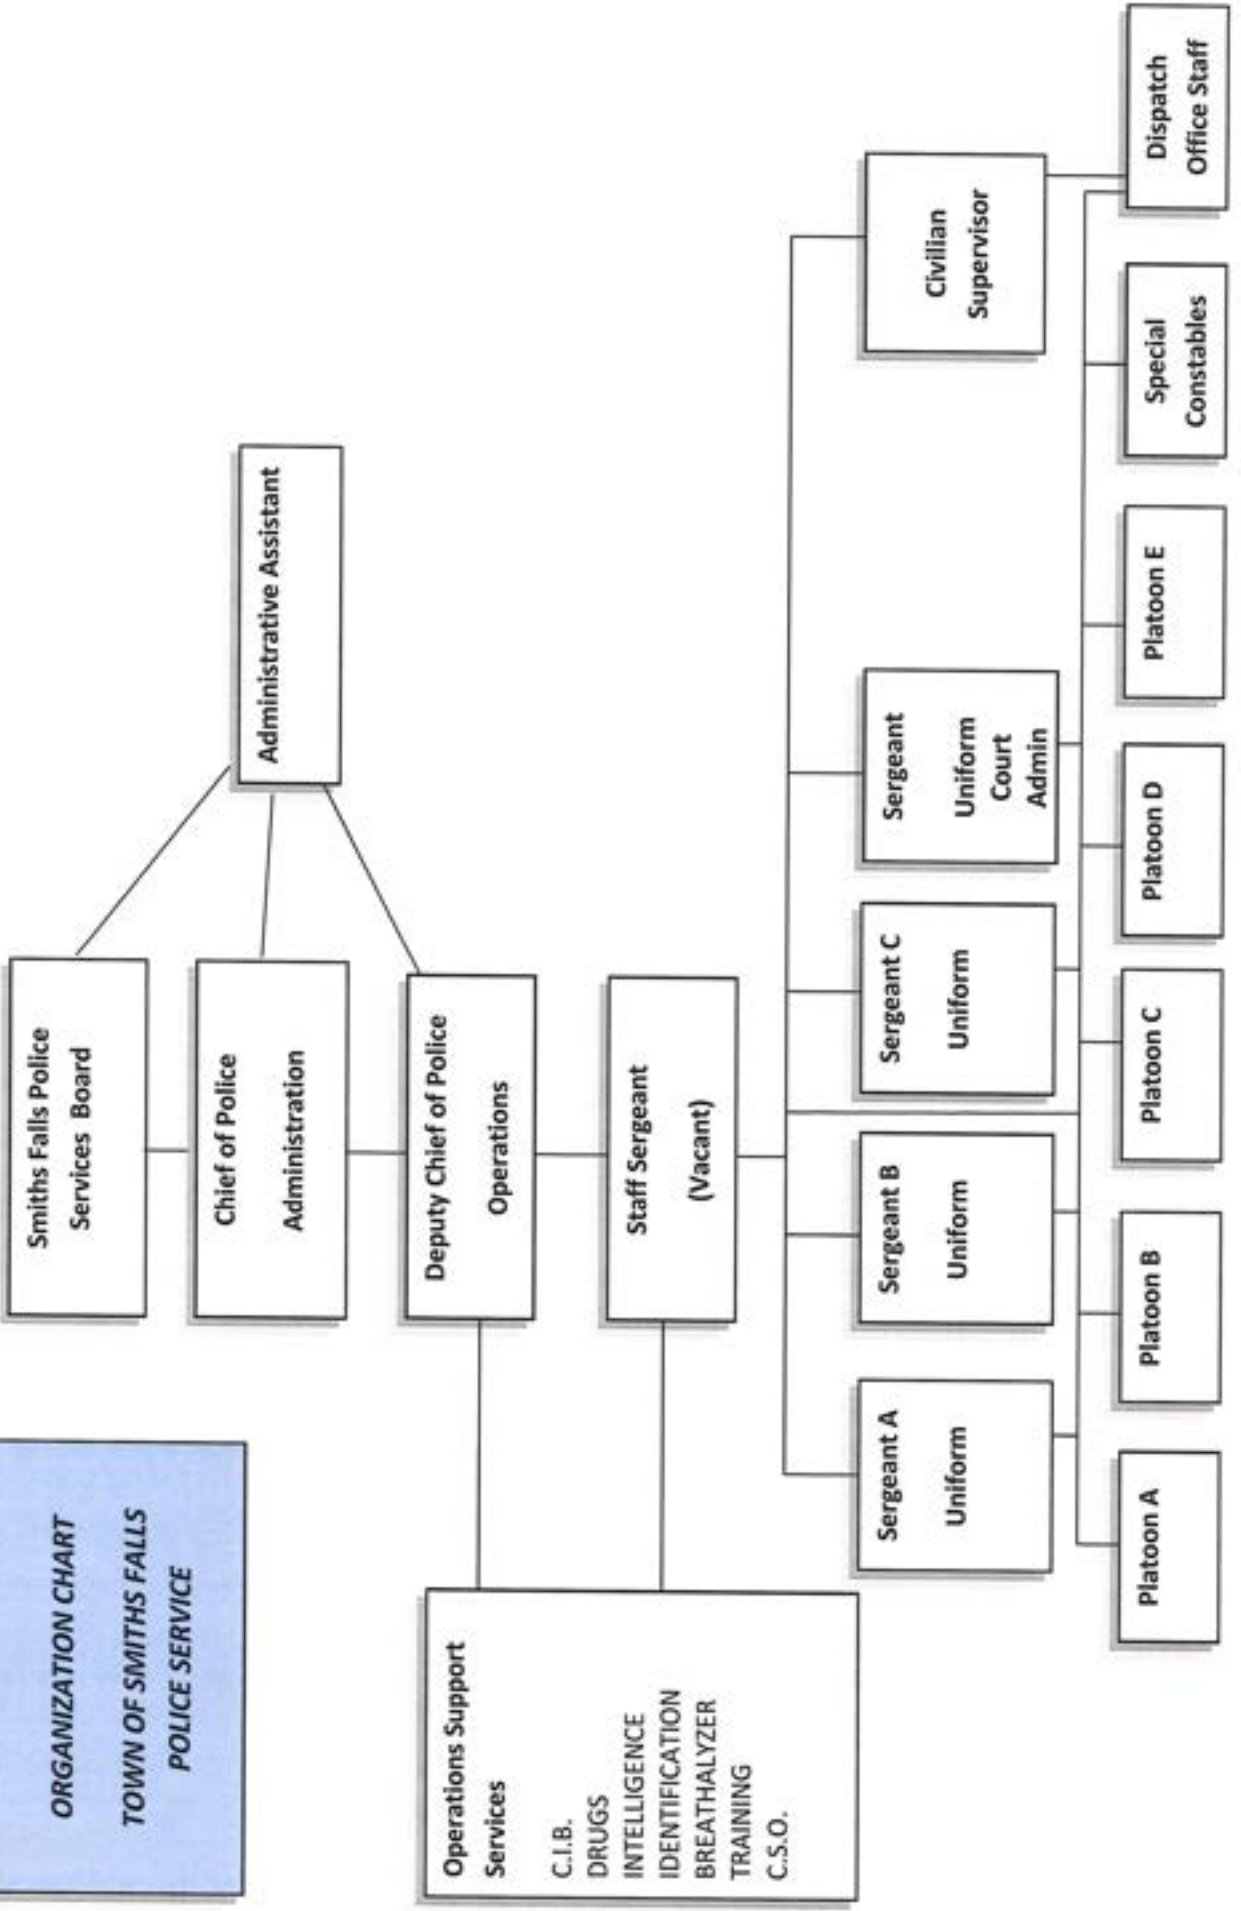 ORGANIZATION CHART
TOWN OF SMITHS FALLS
POLICE SERVICE
Smiths Falls Police
Services Board
Chief of Police
Administration
Administrative Assistant
Deputy Chief of Police
Operations
Operations Support
Services
C.I.B.
DRUGS
INTELLIGENCE
IDENTIFICATION
BREATHALYZER
TRAINING
C.S.O.
Staff Sergeant
(Vacant)
Sergeant A
Uniform
Sergeant B
Uniform
Sergeant C
Uniform
Sergeant
Uniform
Court
Admin
Civilian
Supervisor
Platoon A
Platoon B
Platoon C
Platoon D
Platoon E
Special
Constables
Dispatch
Office Staff